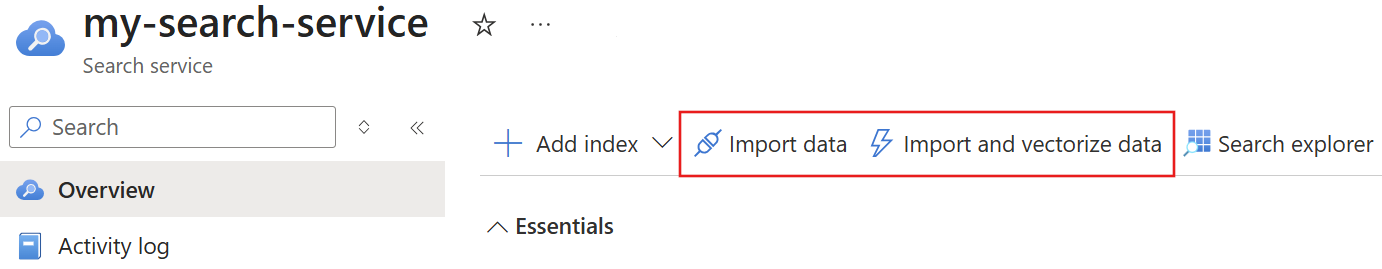 my-search-service
Search service
Search
Add index Import data Import and vectorize data Search explorer
Overview
Essentials
Activity log